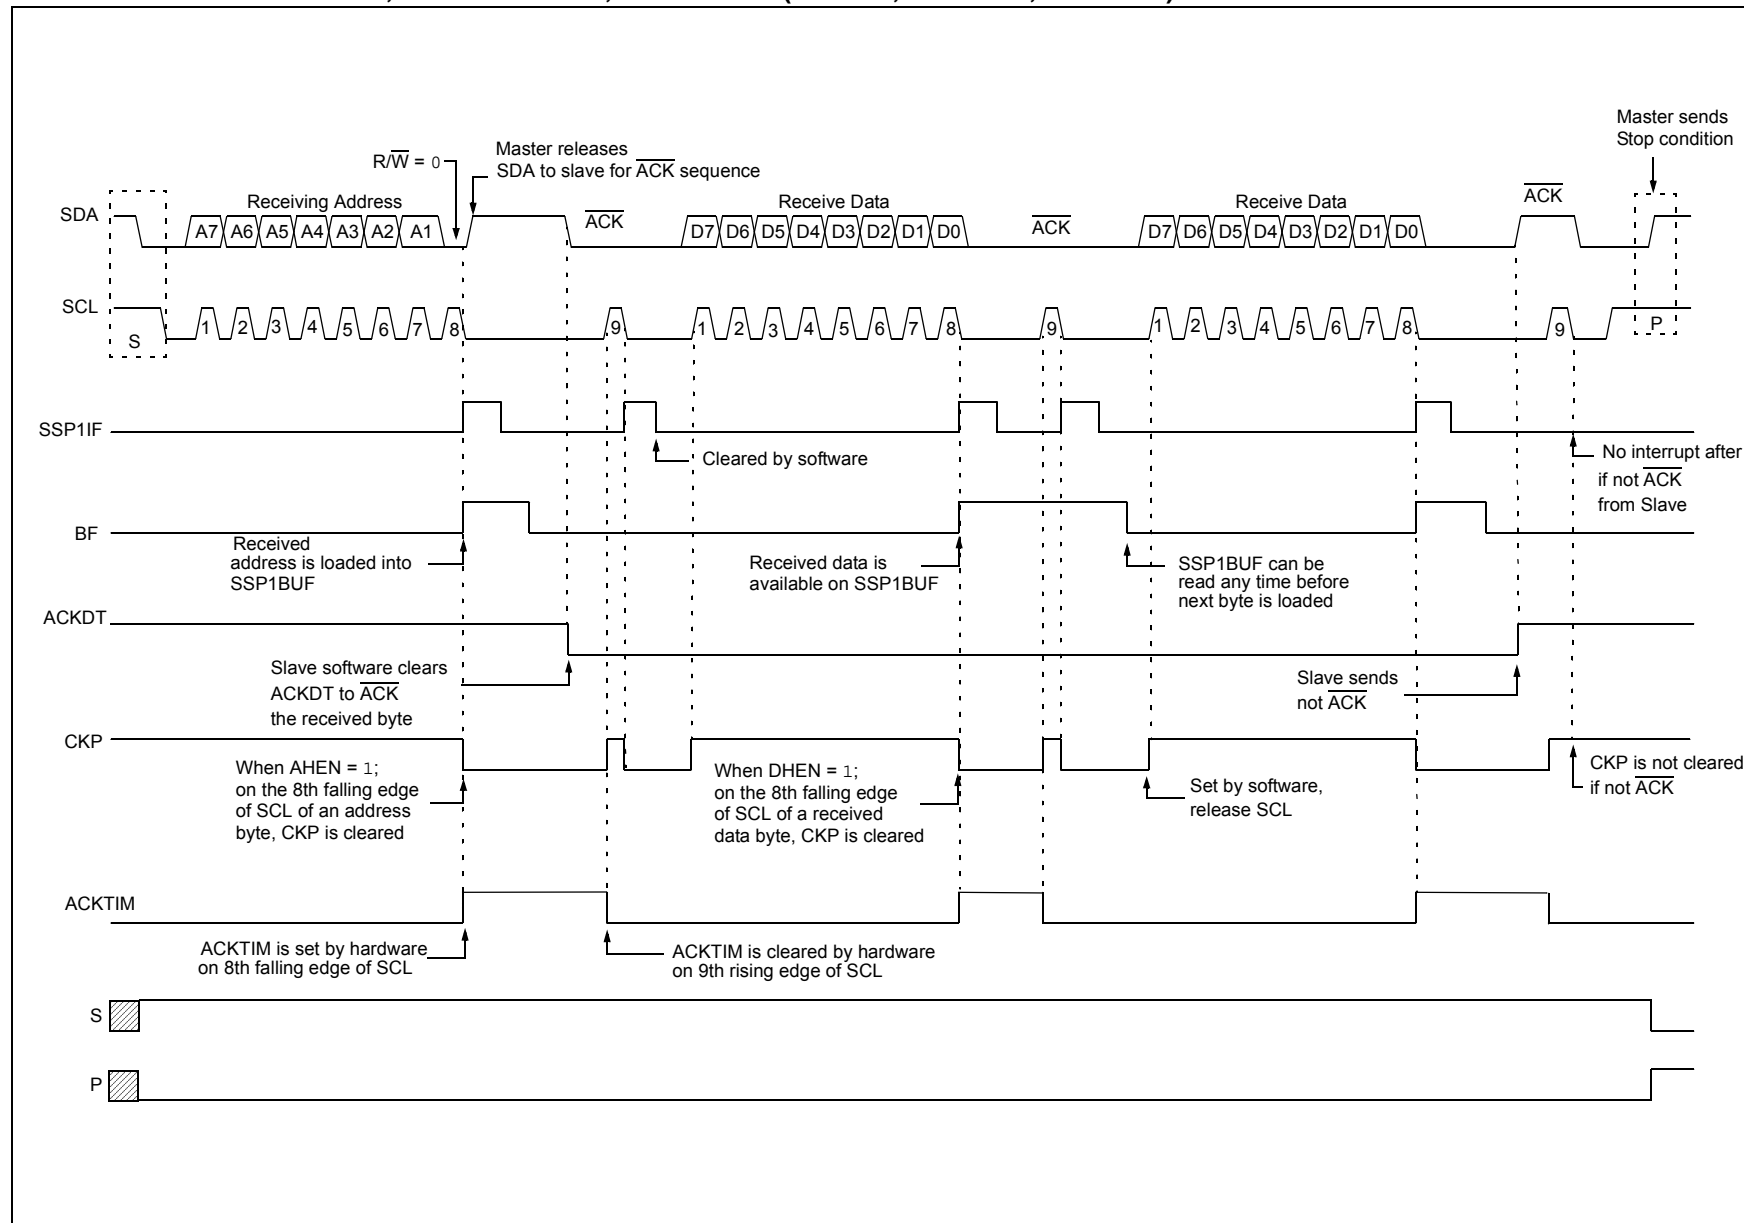 Master sends
Stop condition
R/W = 0
Master releases
SDA to slave for ACK sequence
SDA
Receiving Address
ACK
Receive Data
ACK
Receive Data
ACK
A7 A6 A5 A4 A3 A2 A1
D7 D6 D5 D4 D3 D2 D1 D0
D7 D6 D5 D4 D3 D2 D1 D0
SCL
S
1 2 3 4 5 6 7 8 9
1 2 3 4 5 6 7 8 9
1 2 3 4 5 6 7 8 9
P
SSP1IF
Cleared by software
No interrupt after
if not ACK
from Slave
BF
Received
address is loaded into
SSP1BUF
Received data is
available on SSP1BUF
SSP1BUF can be
read any time before
next byte is loaded
ACKDT
Slave software clears
ACKDT to ACK
the received byte
Slave sends
not ACK
CKP
When AHEN = 1;
on the 8th falling edge
of SCL of an address
byte, CKP is cleared
When DHEN = 1;
on the 8th falling edge
of SCL of a received
data byte, CKP is cleared
Set by software,
release SCL
CKP is not cleared
if not ACK
ACKTIM
ACKTIM is set by hardware
on 8th falling edge of SCL
ACKTIM is cleared by hardware
on 9th rising edge of SCL
S
P